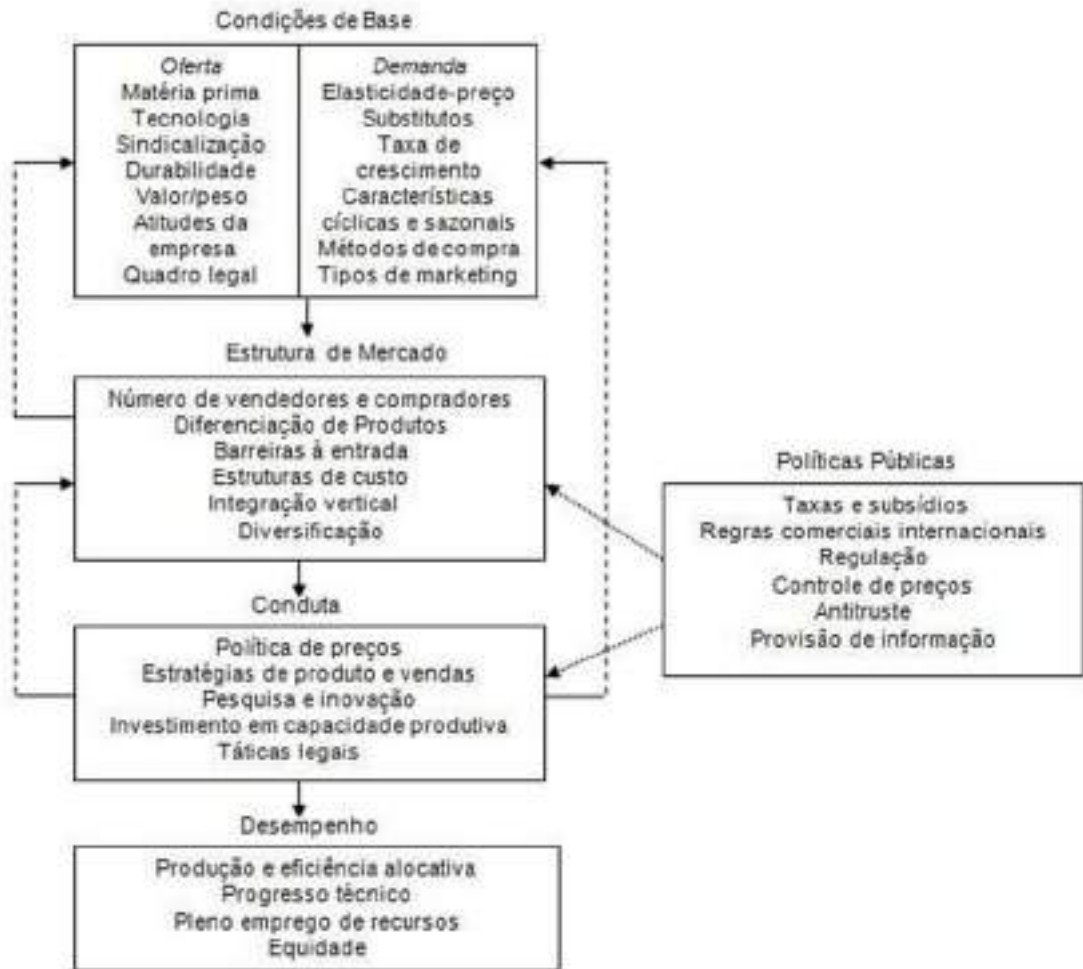 Condições de Base
Oferta
Matéria prima
Tecnologia
Sindicalização
Durabilidade
Valor/peso
Atitudes da
empresa
Quadro legal
Demanda
Elasticidade-preço
Substitutos
Taxa de
crescimento
Características
cíclicas e sazonais
Métodos de compra
Tipos de marketing
Estrutura de Mercado
Número de vendedores e compradores
Diferenciação de Produtos
Barreiras à entrada
Estruturas de custo
Integração vertical
Diversificação
Políticas Públicas
Taxas e subsídios
Regras comerciais internacionais
Regulação
Controle de preços
Antitruste
Provisão de informação
Conduta
Política de preços
Estratégias de produto e vendas
Pesquisa e inovação
Investimento em capacidade produtiva
Táticas legais
Desempenho
Produção e eficiência alocativa
Progresso técnico
Pleno emprego de recursos
Equidade